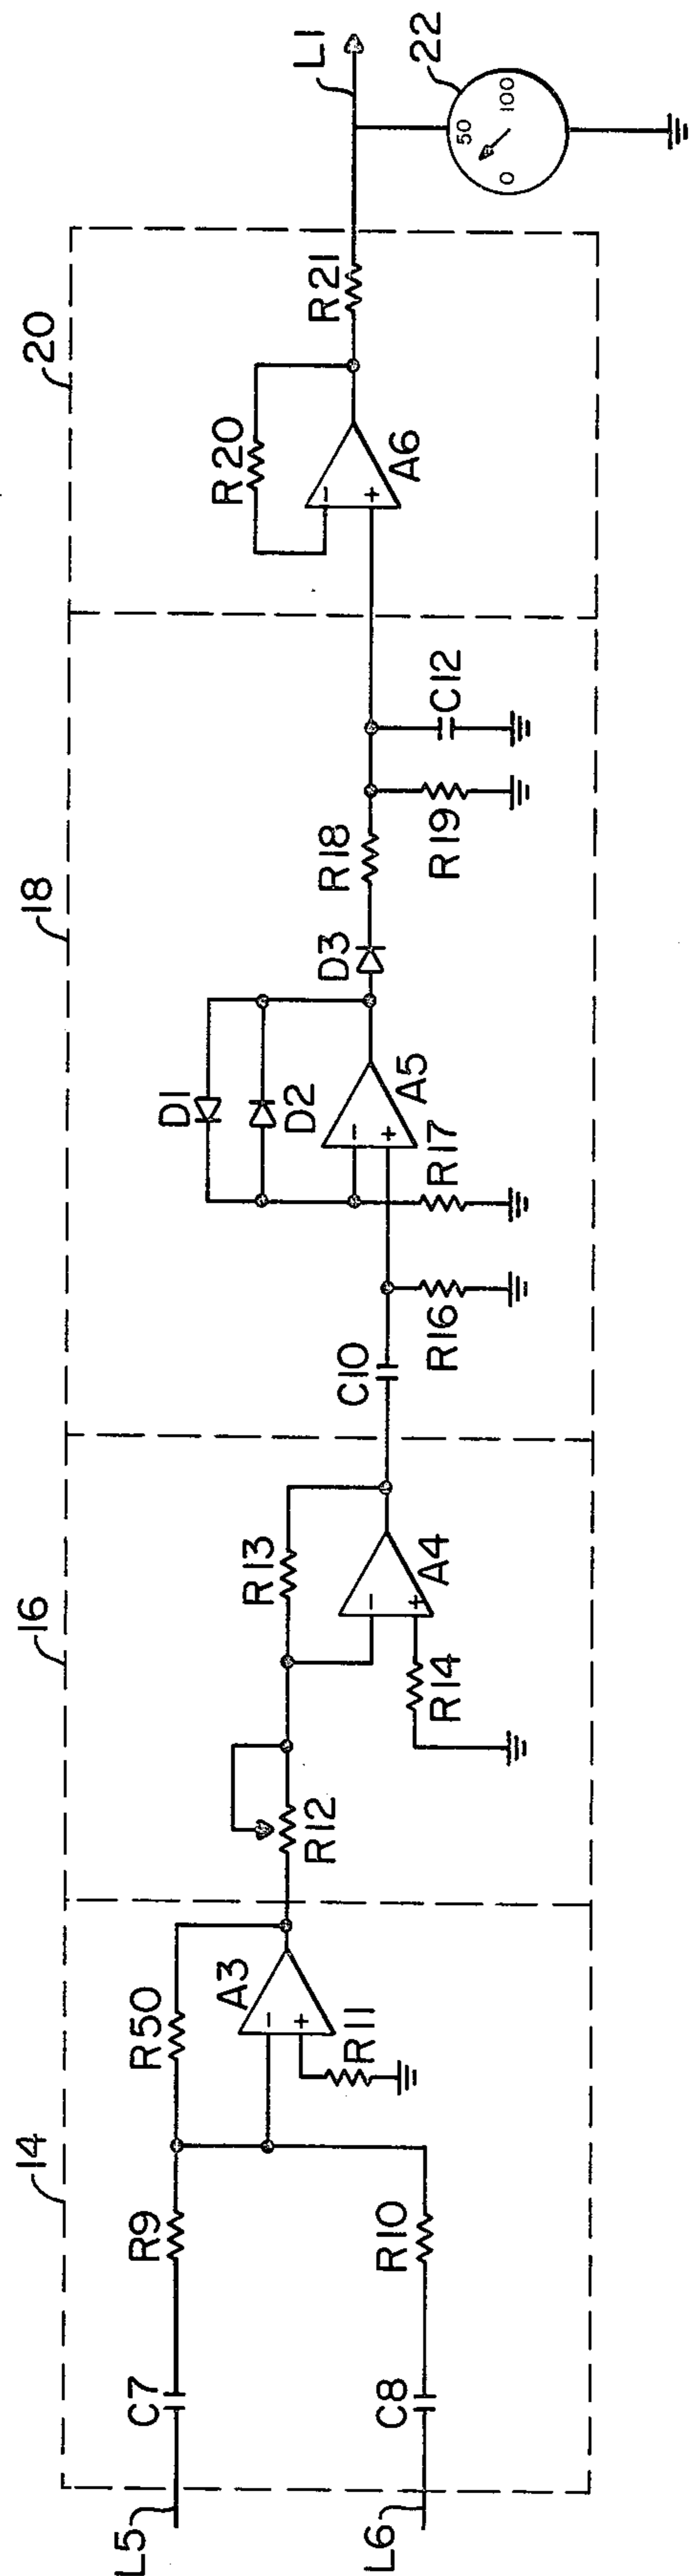 14
16
18
20
L5
C7
R9
R50
A3
-
+
R11
L6
C8
R10
R12
R13
A4
-
+
R14
C10
R16
D1
D2
A5
-
+
R17
D3
R18
R19
C12
R20
A6
-
+
R21
L1
22
0
50
100